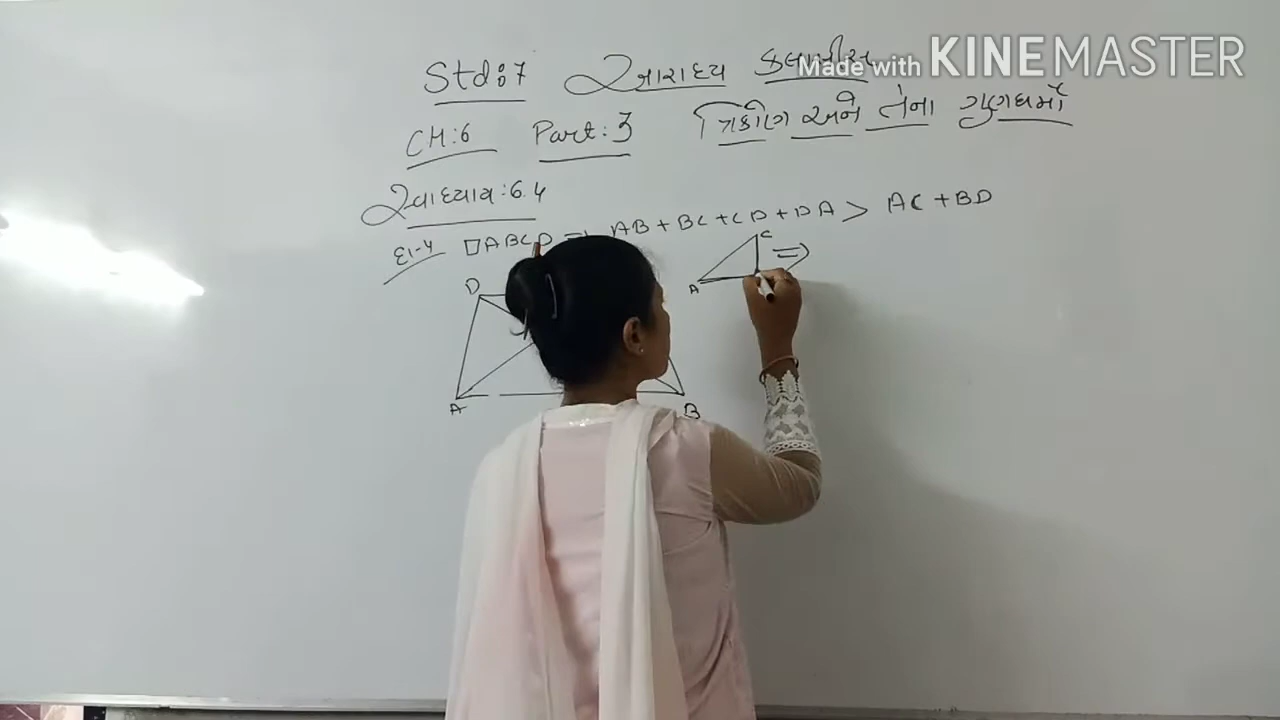 Std:7 આરાધ્ય ક્લાસીસ
Made with KINEMASTER
CH:6 Part:3 ત્રિકોણ અને તેના ગુણધર્મો
સ્વાધ્યાય:6.4
દા-4 □ABCD AB + BC + CD + DA > AC + BD
C
A
D
A B